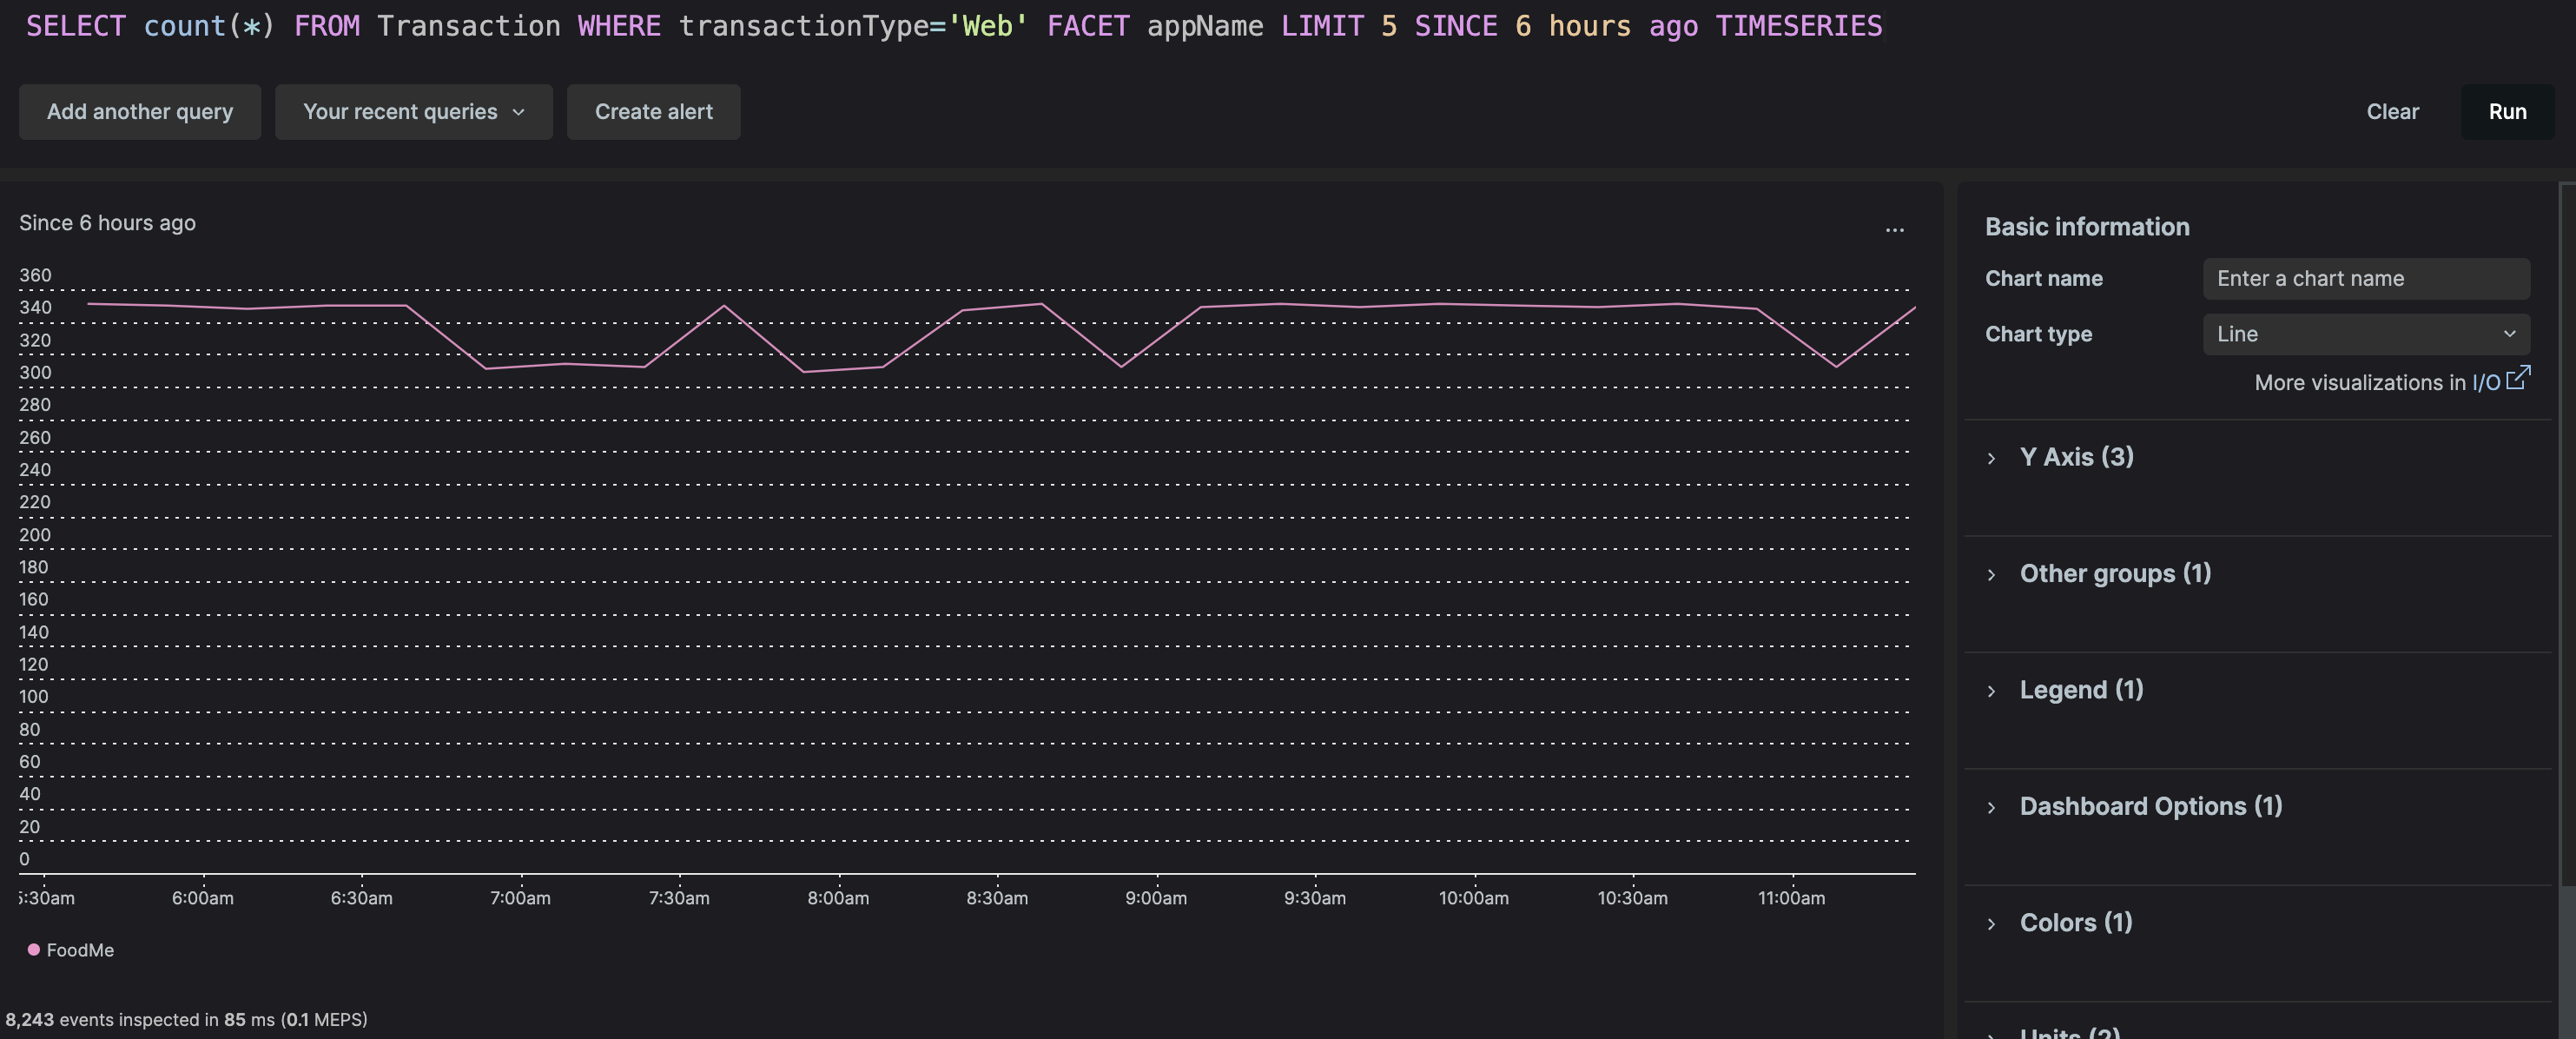 SELECT count(*) FROM Transaction WHERE transactionType='Web' FACET appName LIMIT 5 SINCE 6 hours ago TIMESERIES
Add another query
Your recent queries
Create alert
Clear
Run
Since 6 hours ago
...
360
340
320
300
280
260
240
220
200
180
160
140
120
100
80
60
40
20
0
5:30am 6:00am 6:30am 7:00am 7:30am 8:00am 8:30am 9:00am 9:30am 10:00am 10:30am 11:00am
FoodMe
8,243 events inspected in 85 ms (0.1 MEPS)
Basic information
Chart name
Enter a chart name
Chart type
Line
More visualizations in I/O
Y Axis (3)
Other groups (1)
Legend (1)
Dashboard Options (1)
Colors (1)
Units (2)